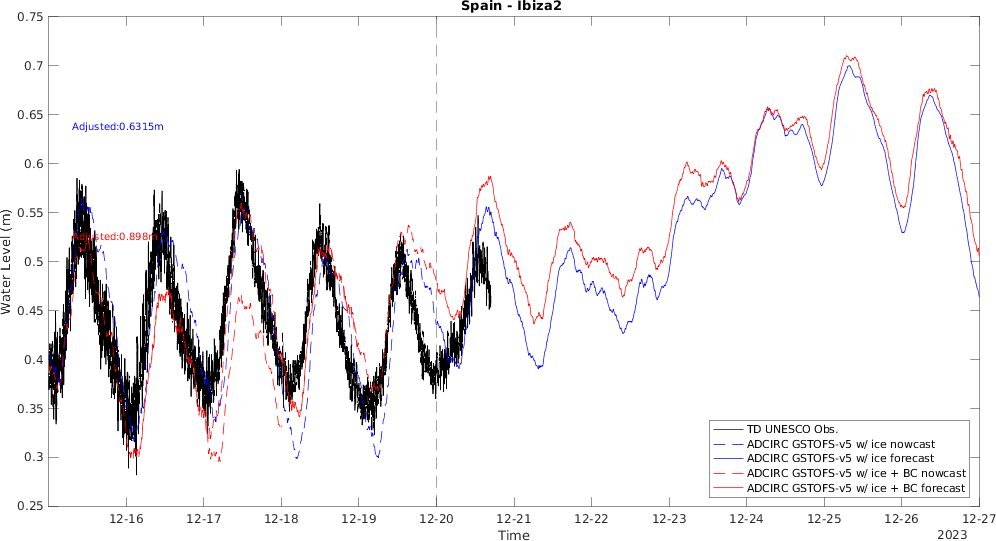 Spain - Ibiza2
0.75
0.7
0.65
0.6
0.55
0.5
0.45
0.4
0.35
0.3
0.25
Water Level (m)
Adjusted:0.6315m
Adjusted:0.898m
TD UNESCO Obs.
ADCIRC GSTOFS-v5 w/ ice nowcast
ADCIRC GSTOFS-v5 w/ ice forecast
ADCIRC GSTOFS-v5 w/ ice + BC nowcast
ADCIRC GSTOFS-v5 w/ ice + BC forecast
12-16 12-17 12-18 12-19 12-20 12-21 12-22 12-23 12-24 12-25 12-26 12-27
Time
2023